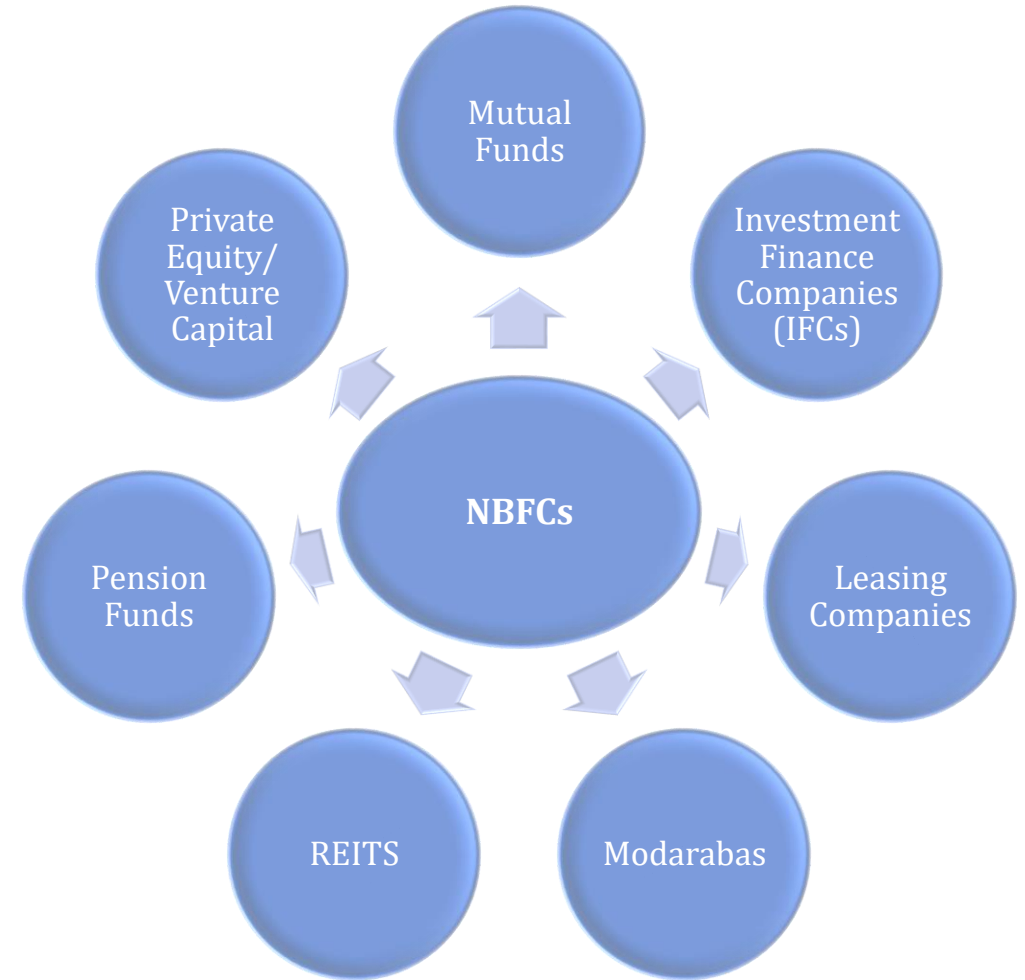 Mutual
Funds
Investment
Finance
Companies
(IFCs)
Leasing
Companies
Modarabas
REITS
Pension
Funds
Private
Equity/
Venture
Capital
NBFCs